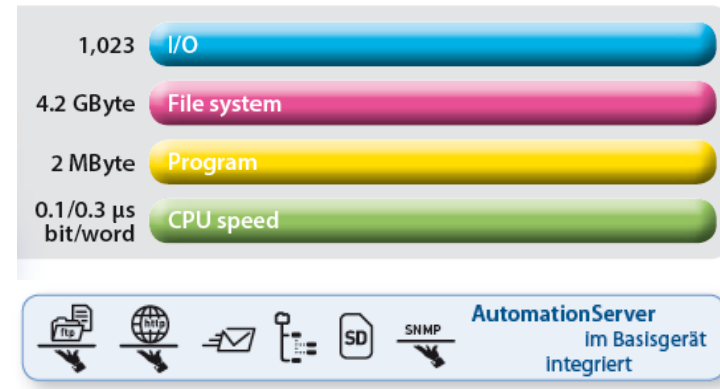 1,023 I/O
4.2 GByte File system
2 MByte Program
0.1/0.3 µs
bit/word CPU speed
ftp
http
SD
SNMP
AutomationServer
im Basisgerät
integriert